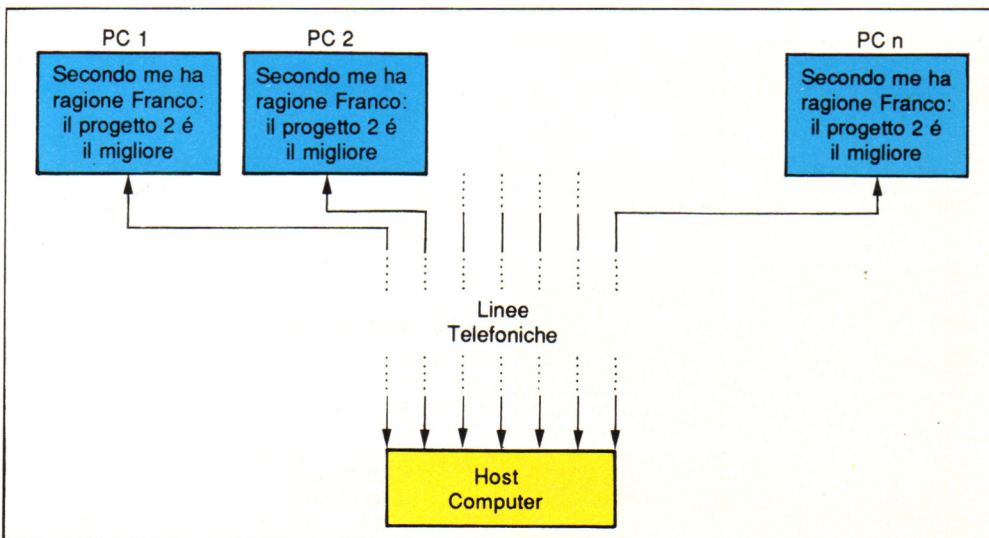 PC 1
PC 2
PC n
Secondo me ha
ragione Franco:
il progetto 2 é
il migliore
Secondo me ha
ragione Franco:
il progetto 2 é
il migliore
Secondo me ha
ragione Franco:
il progetto 2 é
il migliore
Linee
Telefoniche
Host
Computer